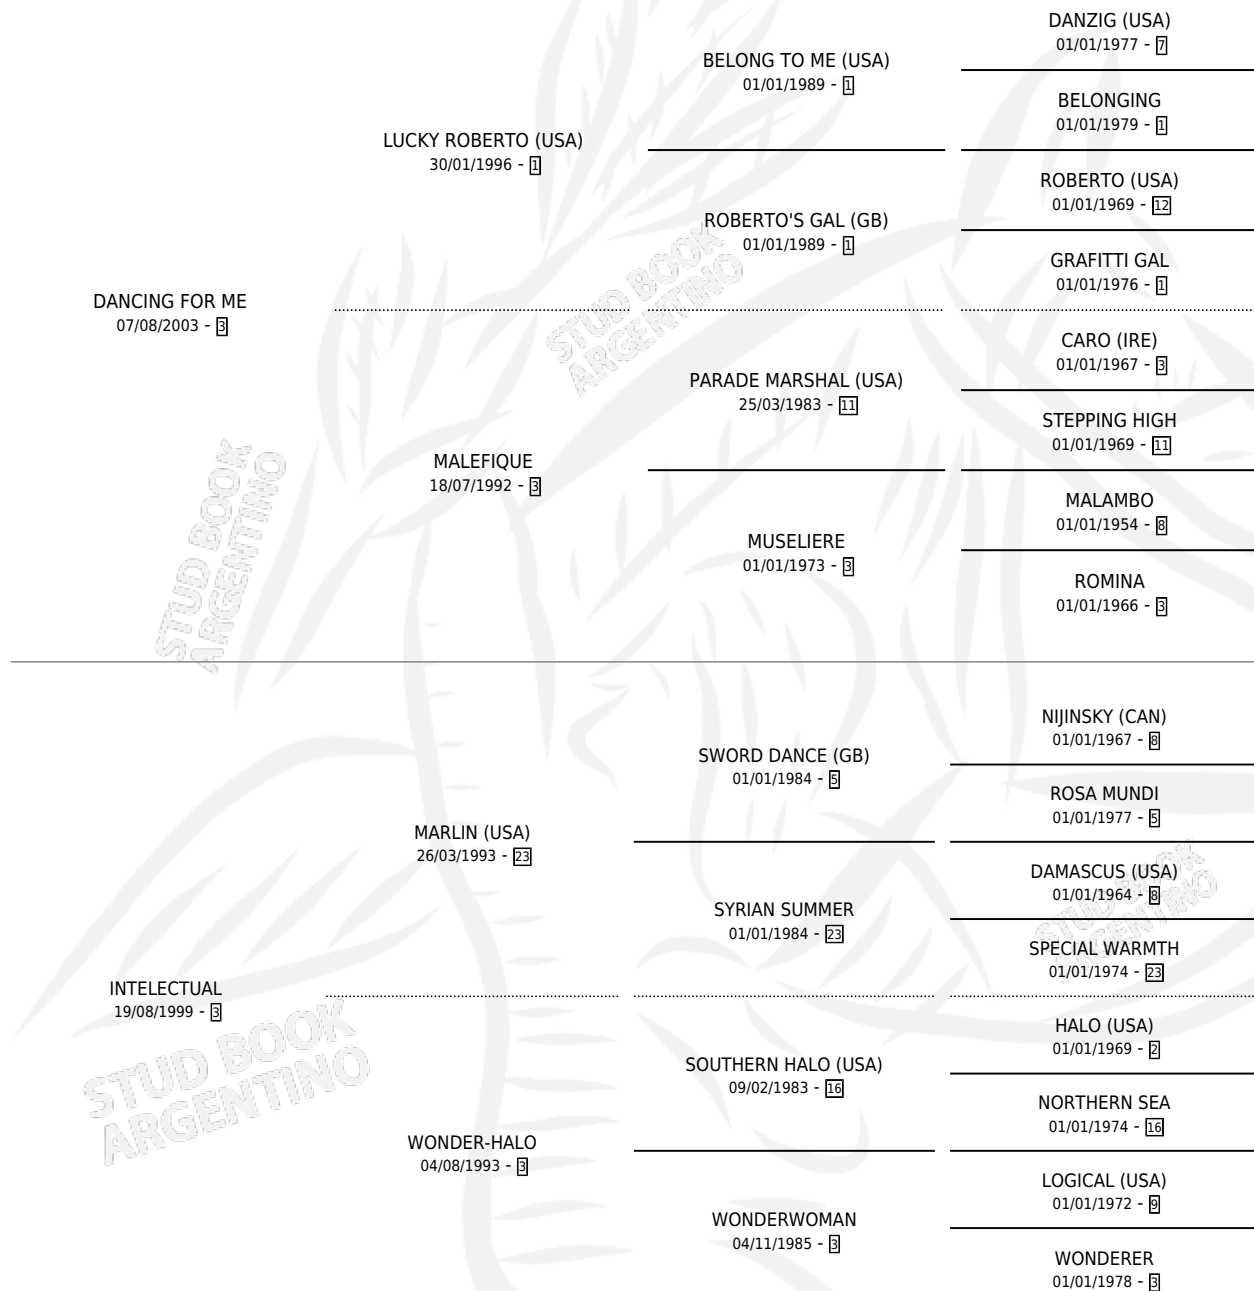 DANCING FOR ME
07/08/2003 - 3
LUCKY ROBERTO (USA)
30/01/1996 - 1
MALEFIQUE
18/07/1992 - 3
BELONG TO ME (USA)
01/01/1989 - 1
ROBERTO'S GAL (GB)
01/01/1989 - 1
PARADE MARSHAL (USA)
25/03/1983 - 11
MUSELIERE
01/01/1973 - 3
DANZIG (USA)
01/01/1977 - 7
BELONGING
01/01/1979 - 1
ROBERTO (USA)
01/01/1969 - 12
GRAFITTI GAL
01/01/1976 - 1
CARO (IRE)
01/01/1967 - 3
STEPPING HIGH
01/01/1969 - 11
MALAMBO
01/01/1954 - 8
ROMINA
01/01/1966 - 3
STUD BOOK
ARGENTINO
STUD BOOK
ARGENTINO
INTELECTUAL
19/08/1999 - 3
MARLIN (USA)
26/03/1993 - 23
WONDER-HALO
04/08/1993 - 3
SWORD DANCE (GB)
01/01/1984 - 5
SYRIAN SUMMER
01/01/1984 - 23
SOUTHERN HALO (USA)
09/02/1983 - 16
WONDERWOMAN
04/11/1985 - 3
NIJINSKY (CAN)
01/01/1967 - 8
ROSA MUNDI
01/01/1977 - 5
DAMASCUS (USA)
01/01/1964 - 8
SPECIAL WARMTH
01/01/1974 - 23
HALO (USA)
01/01/1969 - 2
NORTHERN SEA
01/01/1974 - 16
LOGICAL (USA)
01/01/1972 - 9
WONDERER
01/01/1978 - 3
STUD BOOK
ARGENTINO
STUD BOOK
ARGENTINO